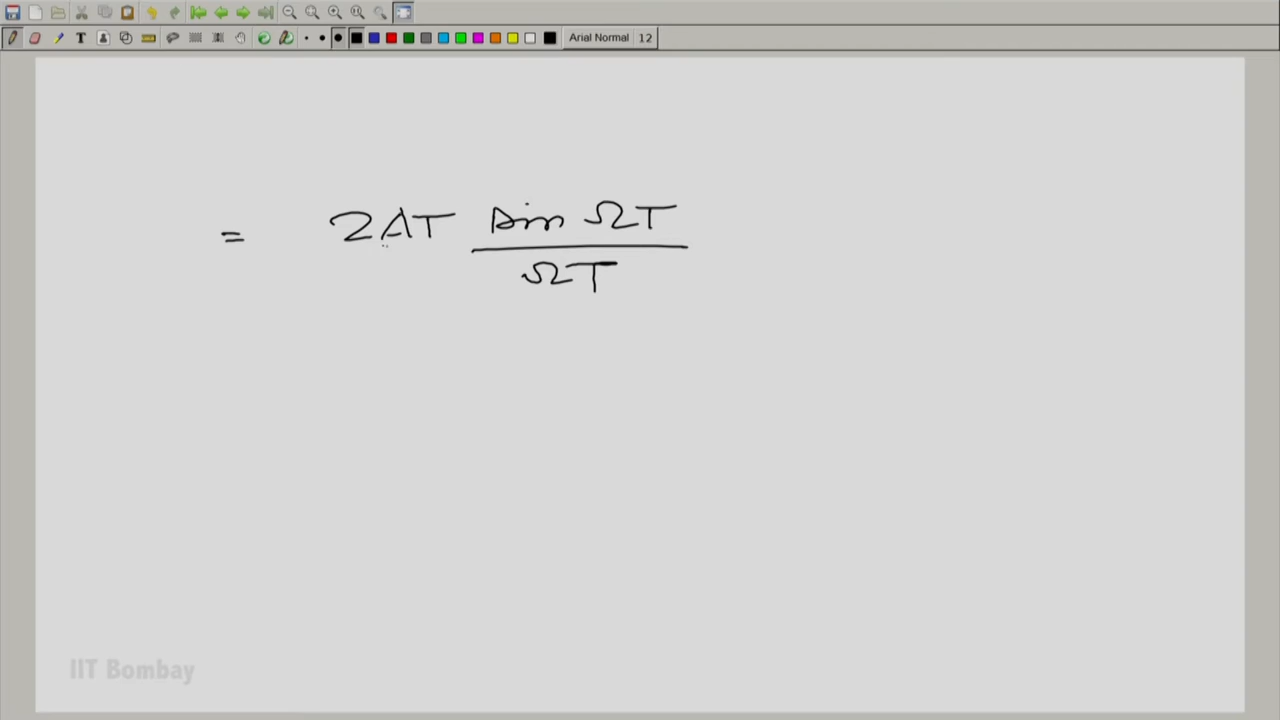 Arial Normal 12
= 2AT sin ΩT
ΩT
IIT Bombay